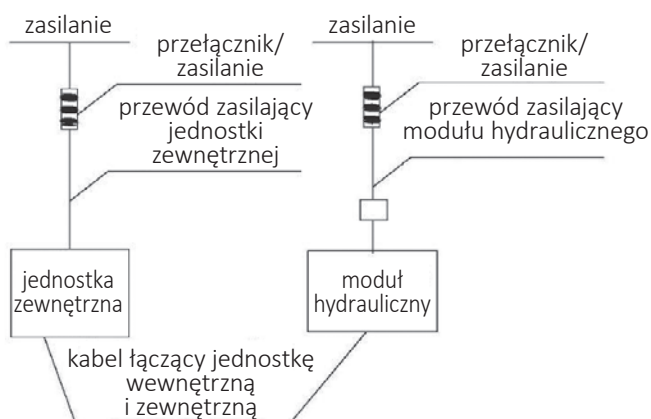 zasilanie
przełącznik/
zasilanie
przewód zasilający
jednostki
zewnętrznej
jednostka
zewnętrzna
zasilanie
przełącznik/
zasilanie
przewód zasilający
modułu hydraulicznego
moduł
hydrauliczny
kabel łączący jednostkę
wewnętrzną
i zewnętrzną